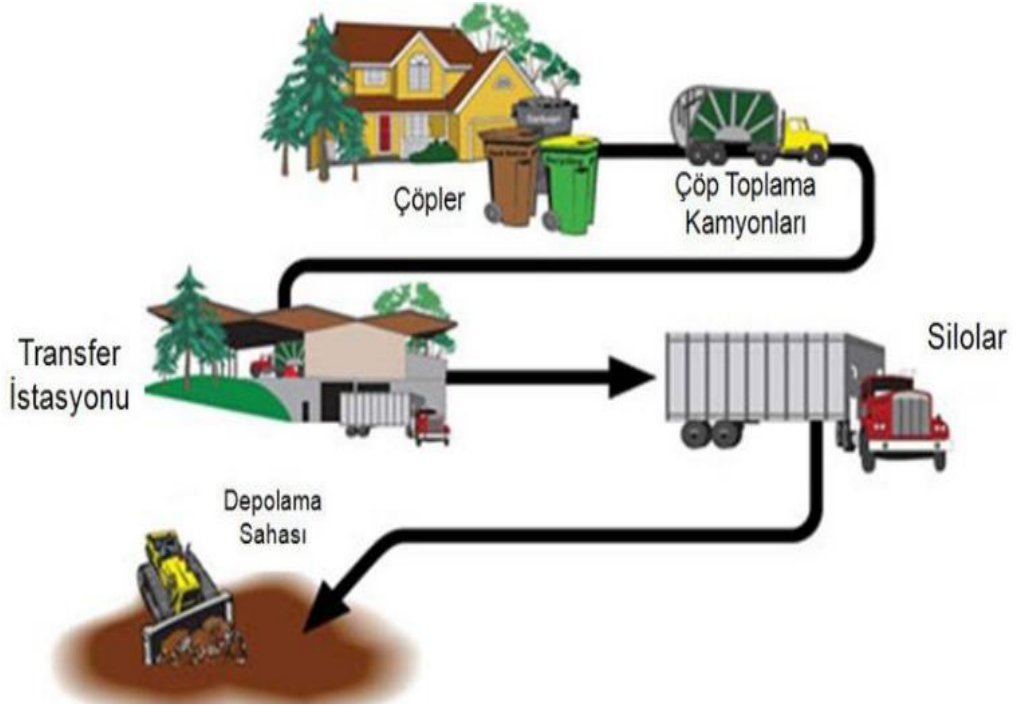 Çöpler
Çöp Toplama
Kamyonları
Transfer
İstasyonu
Silolar
Depolama
Sahası